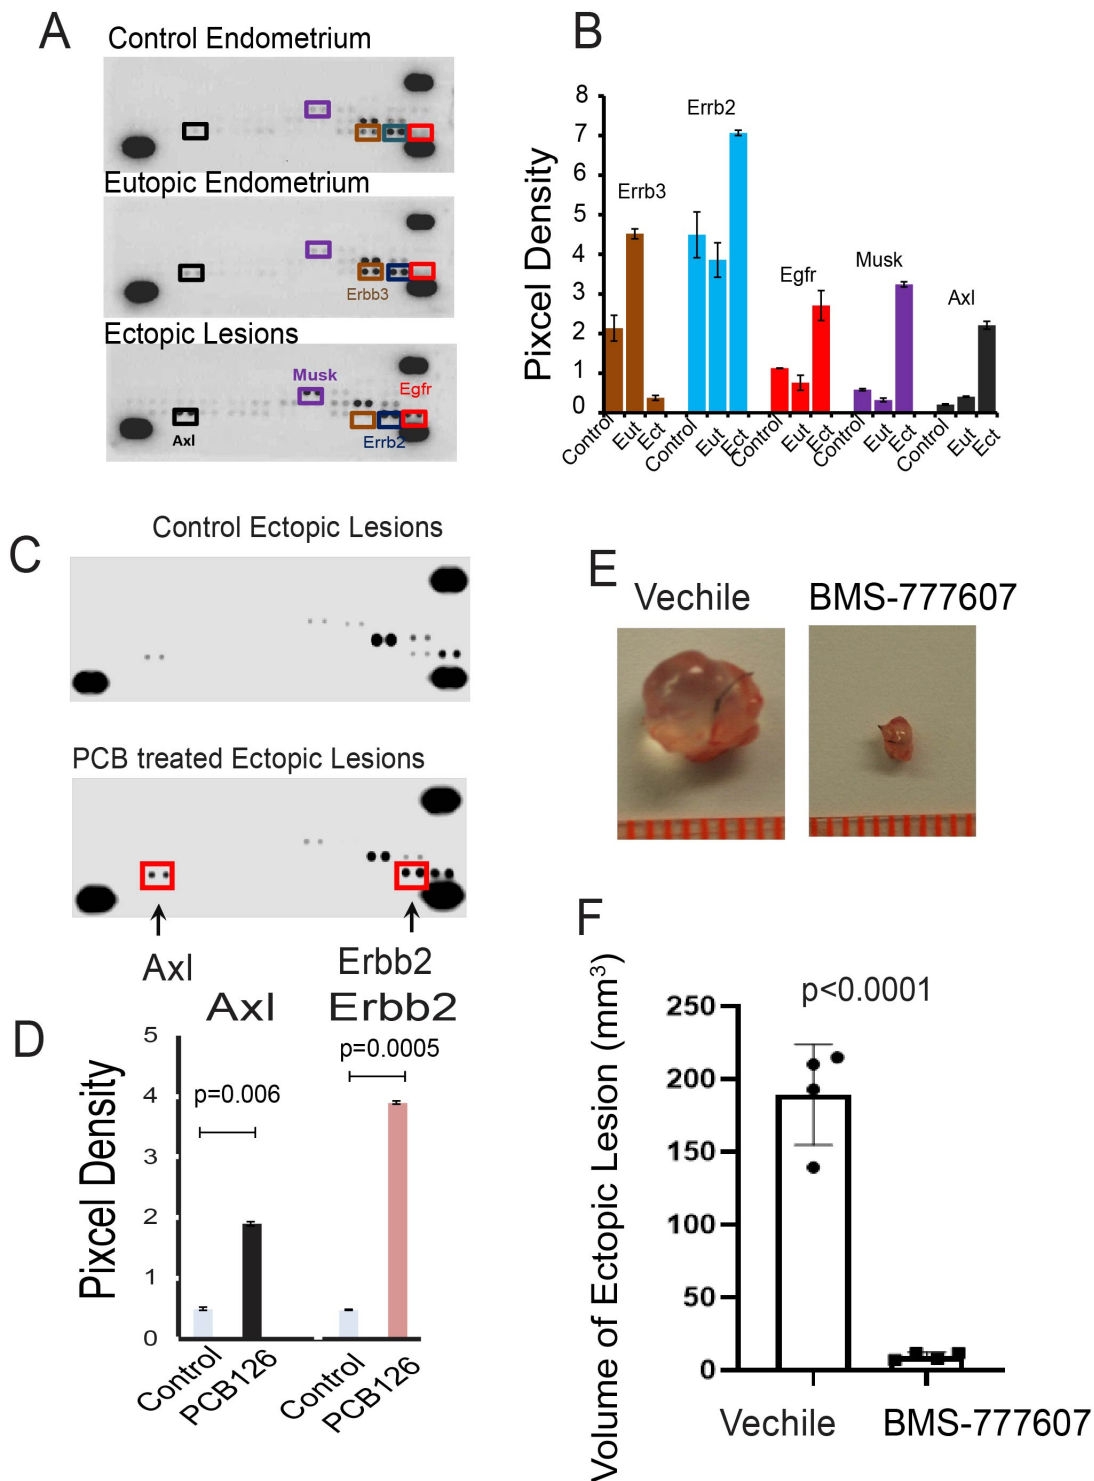 A
Control Endometrium
Eutopic Endometrium
Erbb3
Ectopic Lesions
Musk
Egfr
Axl
Errb2
B
Pixcel Density
8
7
6
5
4
3
2
1
0
Errb3
Errb2
Egfr
Musk
Axl
Control
Eut
Ect
Control
Eut
Ect
Control
Eut
Ect
Control
Eut
Ect
Control
Eut
Ect
C
Control Ectopic Lesions
PCB treated Ectopic Lesions
Axl
Erbb2
D
Axl
Erbb2
Pixcel Density
5
4
3
2
1
0
p=0.006
p=0.0005
Control
PCB126
Control
PCB126
E
Vechile
BMS-777607
F
p<0.0001
Volume of Ectopic Lesion (mm³)
250
200
150
100
50
0
Vechile
BMS-777607